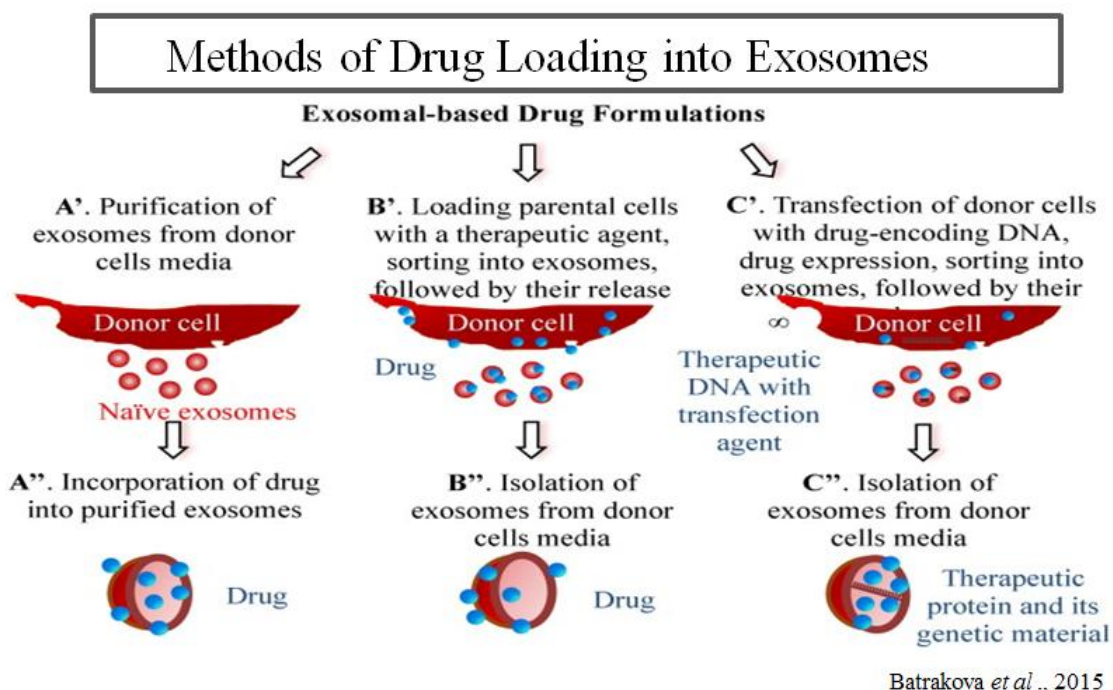 Methods of Drug Loading into Exosomes
Exosomal-based Drug Formulations
A’. Purification of
exosomes from donor
cells media
Donor cell
Naïve exosomes
A’’. Incorporation of drug
into purified exosomes
Drug
B’. Loading parental cells
with a therapeutic agent,
sorting into exosomes,
followed by their release
Donor cell
Drug
B’’. Isolation of
exosomes from donor
cells media
Drug
C’. Transfection of donor cells
with drug-encoding DNA,
drug expression, sorting into
exosomes, followed by their
∞
Donor cell
Therapeutic
DNA with
transfection
agent
C’’. Isolation of
exosomes from donor
cells media
Therapeutic
protein and its
genetic material
Batrakova et al ., 2015